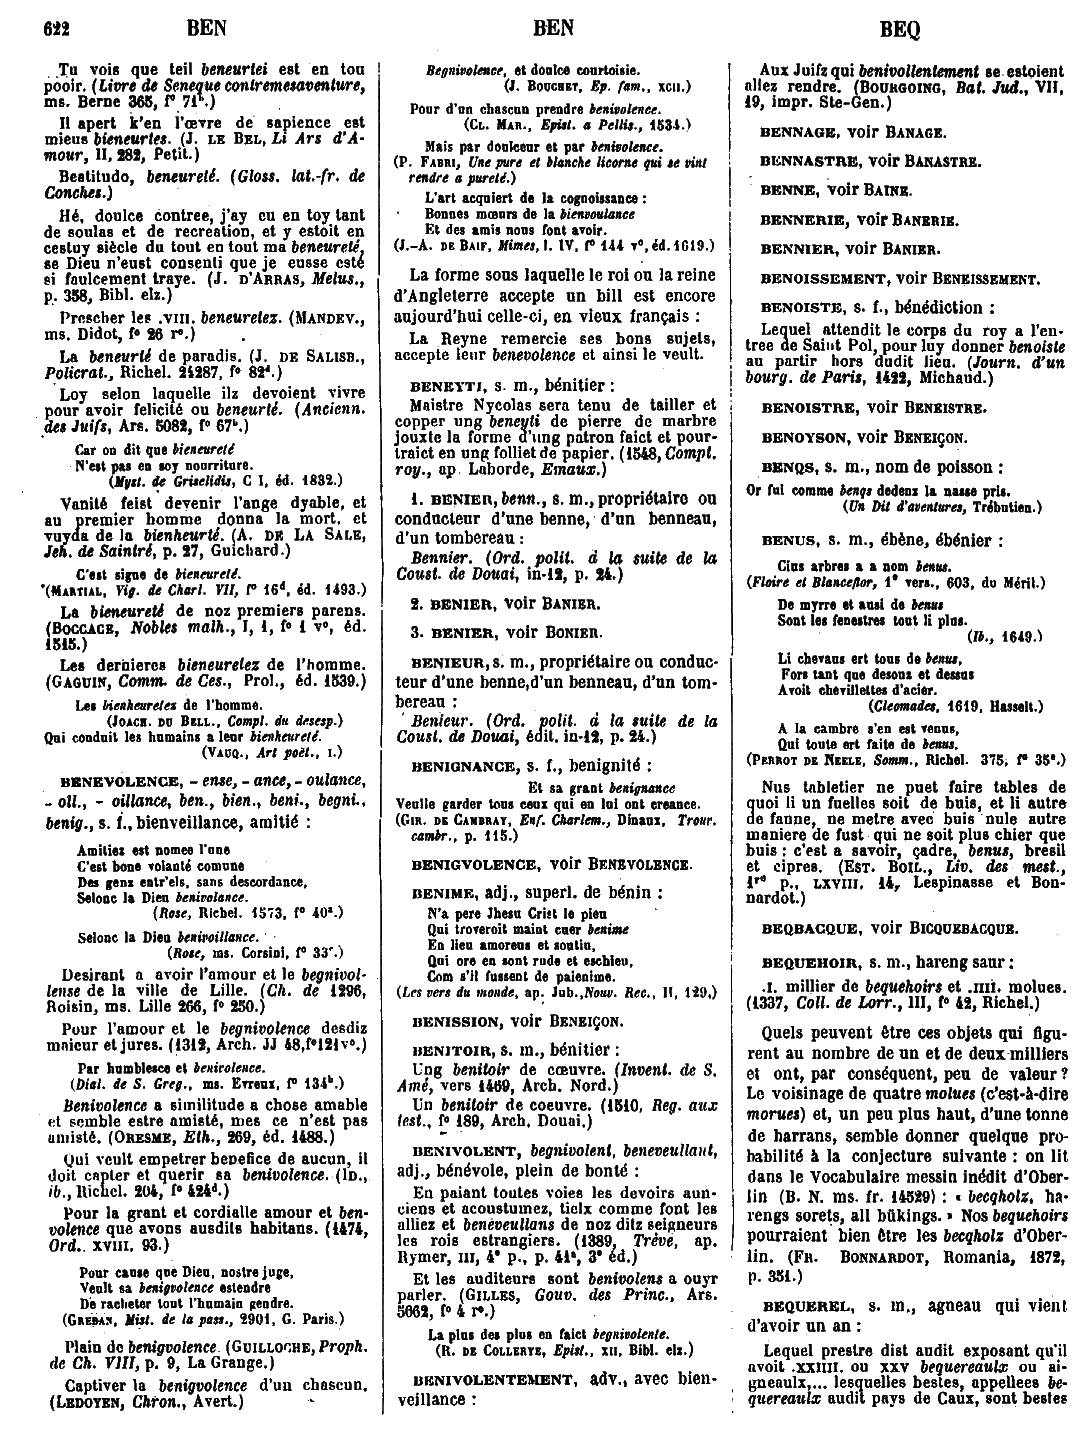 622 BEN BEN BEQ
Tu vois que teil beneurtei est en tou
pooir. (Livre de Seneque contremesaventure,
ms. Berne 365, f° 71ᵇ.)
Il apert k'en l'œvre de sapience est
mieus bieneurtes. (J. LE BEL, Li Ars d'A-
mour, II, 282, Petit.)
Beatitudo, beneureté. (Gloss. lat.-fr. de
Conches.)
Hé, doulce contree, j'ay eu en toy tant
de soulas et de recreation, et y estoit en
cestuy siècle du tout en tout ma beneureté,
se Dieu n'eust consenti que je eusse esté
si faulcement traye. (J. D'ARRAS, Melus.,
p. 358, Bibl. elz.)
Prescher les .VIII. beneuretez. (MANDEV.,
ms. Didot, f° 26 r°.)
La beneurté de paradis. (J. DE SALISB.,
Policrat., Richel. 24287, f° 82ᵈ.)
Loy selon laquelle ilz devoient vivre
pour avoir felicité ou beneurté. (Ancienn.
des Juifs, Ars. 5082, f° 67ᵇ.)
Car on dit que bieneureté
N'est pas en soy nourriture.
(Myst. de Griselidis, C I, éd. 1832.)
Vanité feist devenir l'ange dyable, et
au premier homme donna la mort, et
vuyda de la bienheurté. (A. DE LA SALE,
Jeh. de Saintré, p. 27, Guichard.)
C'est signe de bieneureté.
(MARTIAL, Vig. de Charl. VII, f° 16ᵈ, éd. 1493.)
La bieneureté de noz premiers parens.
(BOCCACE, Nobles malh., I, 1, f° 1 v°, éd.
1515.)
Les dernieres bieneuretez de l'homme.
(GAGUIN, Comm. de Ces., Prol., éd. 1539.)
Les bienheuretez de l'homme.
(JOACH. DU BELL., Compl. du desesp.)
Qui conduit les humains a leur bienheureté.
(VAUQ., Art poët., I.)
BENEVOLENCE, - ense, - ance, - oulance,
- oll., - oillance, ben., bien., beni., begni.,
benig., s. f., bienveillance, amitié :
Amitiez est nomee l'une
C'est bone volanté comune
Des genz entr'els, sans descordance,
Selonc la Dieu benivolance.
(Rose, Richel. 1573, f° 40ᵃ.)
Selonc la Dieu benivoillance.
(Rose, ms. Corsini, f° 33ᶜ.)
Desirant a avoir l'amour et le begnivol-
lense de la ville de Lille. (Ch. de 1296,
Roisin, ms. Lille 266, f° 250.)
Pour l'amour et le begnivolence desdiz
maieur et jures. (1312, Arch. JJ 48, f°121v°.)
Par humblesce et benivolence.
(Dial. de S. Greg., ms. Evreux, f° 134ᵇ.)
Benivolence a similitude a chose amable
et semble estre amisté, mes ce n'est pas
amisté. (ORESME, Eth., 269, éd. 1488.)
Qui veult empetrer benefice de aucun, il
doit capter et querir sa benivolence. (ID.,
ib., Richel. 204, f° 424ᵈ.)
Pour la grant et cordialle amour et ben-
volence que avons ausdits habitans. (1474,
Ord.. XVIII, 93.)
Pour cause que Dieu, nostre juge,
Veult sa benigvolence estendre
De racheter tout l'humain gendre.
(GREBAN, Mist. de la pass., 2901, G. Paris.)
Plain de benigvolence. (GUILLOCHE, Proph.
de Ch. VIII, p. 9, La Grange.)
Captiver la benigvolence d'un chascun.
(LEDOYEN, Chron., Avert.)
Begnivolence, et doulce courtoisie.
(J. BOUCHET, Ep. fam., XCII.)
Pour d'un chascun prendre benivolence.
(CL. MAR., Epist. a Pellis., 1534.)
Mais par doulceur et par benivolence.
(P. FABRI, Une pure et blanche licorne qui se vint
rendre a pureté.)
L'art acquiert de la cognoissance :
Bonnes mœurs de la bienvoulance
Et des amis nous font avoir.
(J.-A. DE BAIF, Mimes, l. IV, f° 144 v°, éd. 1619.)
La forme sous laquelle le roi ou la reine
d'Angleterre accepte un bill est encore
aujourd'hui celle-ci, en vieux français :
La Reyne remercie ses bons sujets,
accepte leur benevolence et ainsi le veult.
BENEYTI, s. m., bénitier :
Maistre Nycolas sera tenu de tailler et
copper ung beneyti de pierre de marbre
jouxte la forme d'ung patron faict et pour-
traict en ung folliet de papier. (1548, Compt.
roy., ap. Laborde, Emaux.)
1. BENIER, benn., s. m., propriétaire ou
conducteur d'une benne, d'un benneau,
d'un tombereau :
Bennier. (Ord. polit. à la suite de la
Coust. de Douai, in-12, p. 24.)
2. BENIER, voir BANIER.
3. BENIER, voir BONIER.
BENIEUR, s. m., propriétaire ou conduc-
teur d'une benne, d'un benneau, d'un tom-
bereau :
Benieur. (Ord. polit. à la suite de la
Coust. de Douai, édit. in-12, p. 24.)
BENIGNANCE, s. f., benignité :
Et sa grant benignance
Veulle garder tous ceux qui en lui ont creance.
(GIR. DE CAMBRAY, Enf. Charlem., Dinaux, Trouv.
cambr., p. 115.)
BENIGVOLENCE, voir BENEVOLENCE.
BENIME, adj., superl. de bénin :
N'a pere Jhesu Crist le pieu
Qui troveroit maint cuer benime
En lieu amoreus et soutiu,
Qui ore en sont rude et eschieu,
Com s'il fussent de paienime.
(Les vers du monde, ap. Jub., Nouv. Rec., II, 129.)
BENISSION, voir BENEIÇON.
BENITOIR, s. m., bénitier :
Ung benitoir de cœuvre. (Invent. de S.
Amé, vers 1469, Arch. Nord.)
Un benitoir de coeuvre. (1510, Reg. aux
test., f° 189, Arch. Douai.)
BENIVOLENT, begnivolent, beneveullant,
adj., bénévole, plein de bonté :
En paiant toutes voies les devoirs aun-
ciens et acoustumez, tielx comme font les
alliez et beneveullans de noz ditz seigneurs
les rois estrangiers. (1389, Trêve, ap.
Rymer, III, 4ᵉ p., p. 41ᵃ, 3ᵉ éd.)
Et les auditeurs sont benivolens a ouyr
parler. (GILLES, Gouv. des Princ., Ars.
5062, f° 4 r°.)
La plus des plus en faict begnivolente.
(R. DE COLLERYE, Epist., XII, Bibl. elz.)
BENIVOLENTEMENT, adv., avec bien-
veillance :
Aux Juifz qui benivollentement se estoient
allez rendre. (BOURGOING, Bat. Jud., VII,
19, impr. Ste-Gen.)
BENNAGE, voir BANAGE.
BENNASTRE, voir BANASTRE.
BENNE, voir BAINE.
BENNERIE, voir BANERIE.
BENNIER, voir BANIER.
BENOISSEMENT, voir BENEISSEMENT.
BENOISTE, s. f., bénédiction :
Lequel attendit le corps du roy a l'en-
tree de Saint Pol, pour luy donner benoiste
au partir hors dudit lieu. (Journ. d'un
bourg. de Paris, 1422, Michaud.)
BENOISTRE, voir BENEISTRE.
BENOYSON, voir BENEIÇON.
BENQS, s. m., nom de poisson :
Or fui comme benqs dedenz la nasse pris.
(Un Dit d'aventures, Trébutien.)
BENUS, s. m., ébène, ébénier :
Cius arbres a a nom benus.
(Floire et Blanceflor, 1ᵉ vers., 603, du Méril.)
De myrre et ausi de benus
Sont les fenestres tout li plus.
(Ib., 1649.)
Li chevaus ert tous de benus,
Fors tant que desouz et dessus
Avoit chevillettes d'acier.
(Cleomades, 1619, Hasselt.)
A la cambre s'en est venus,
Qui toute ert faite de benus.
(PERROT DE NEELE, Somm., Richel. 375, f° 35ᵃ.)
Nus tabletier ne puet faire tables de
quoi li un fuelles soit de buis, et li autre
de fanne, ne metre avec buis nule autre
maniere de fust qui ne soit plus chier que
buis : c'est a savoir, çadre, benus, bresil
et cipres. (EST. BOIL., Liv. des mest.,
1ʳᵉ p., LXVIII, 14, Lespinasse et Bon-
nardot.)
BEQBACQUE, voir BICQUEBACQUE.
BEQUEHOIR, s. m., hareng saur :
.I. millier de bequehoirs et .IIII. molues.
(1337, Coll. de Lorr., III, f° 42, Richel.)
Quels peuvent être ces objets qui figu-
rent au nombre de un et de deux milliers
et ont, par conséquent, peu de valeur ?
Le voisinage de quatre molues (c'est-à-dire
morues) et, un peu plus haut, d'une tonne
de harrans, semble donner quelque pro-
babilité à la conjecture suivante : on lit
dans le Vocabulaire messin inédit d'Ober-
lin (B. N. ms. fr. 14529) : « becqholz, ha-
rengs sorets, all bûkings. » Nos bequehoirs
pourraient bien être les becqholz d'Ober-
lin. (FR. BONNARDOT, Romania, 1872,
p. 351.)
BEQUEREL, s. m., agneau qui vient
d'avoir un an :
Lequel prestre dist audit exposant qu'il
avoit .XXIIII. ou XXV bequereaulx ou ai-
gneaulx,... lesquelles bestes, appellees be-
quereaulx audit pays de Caux, sont bestes